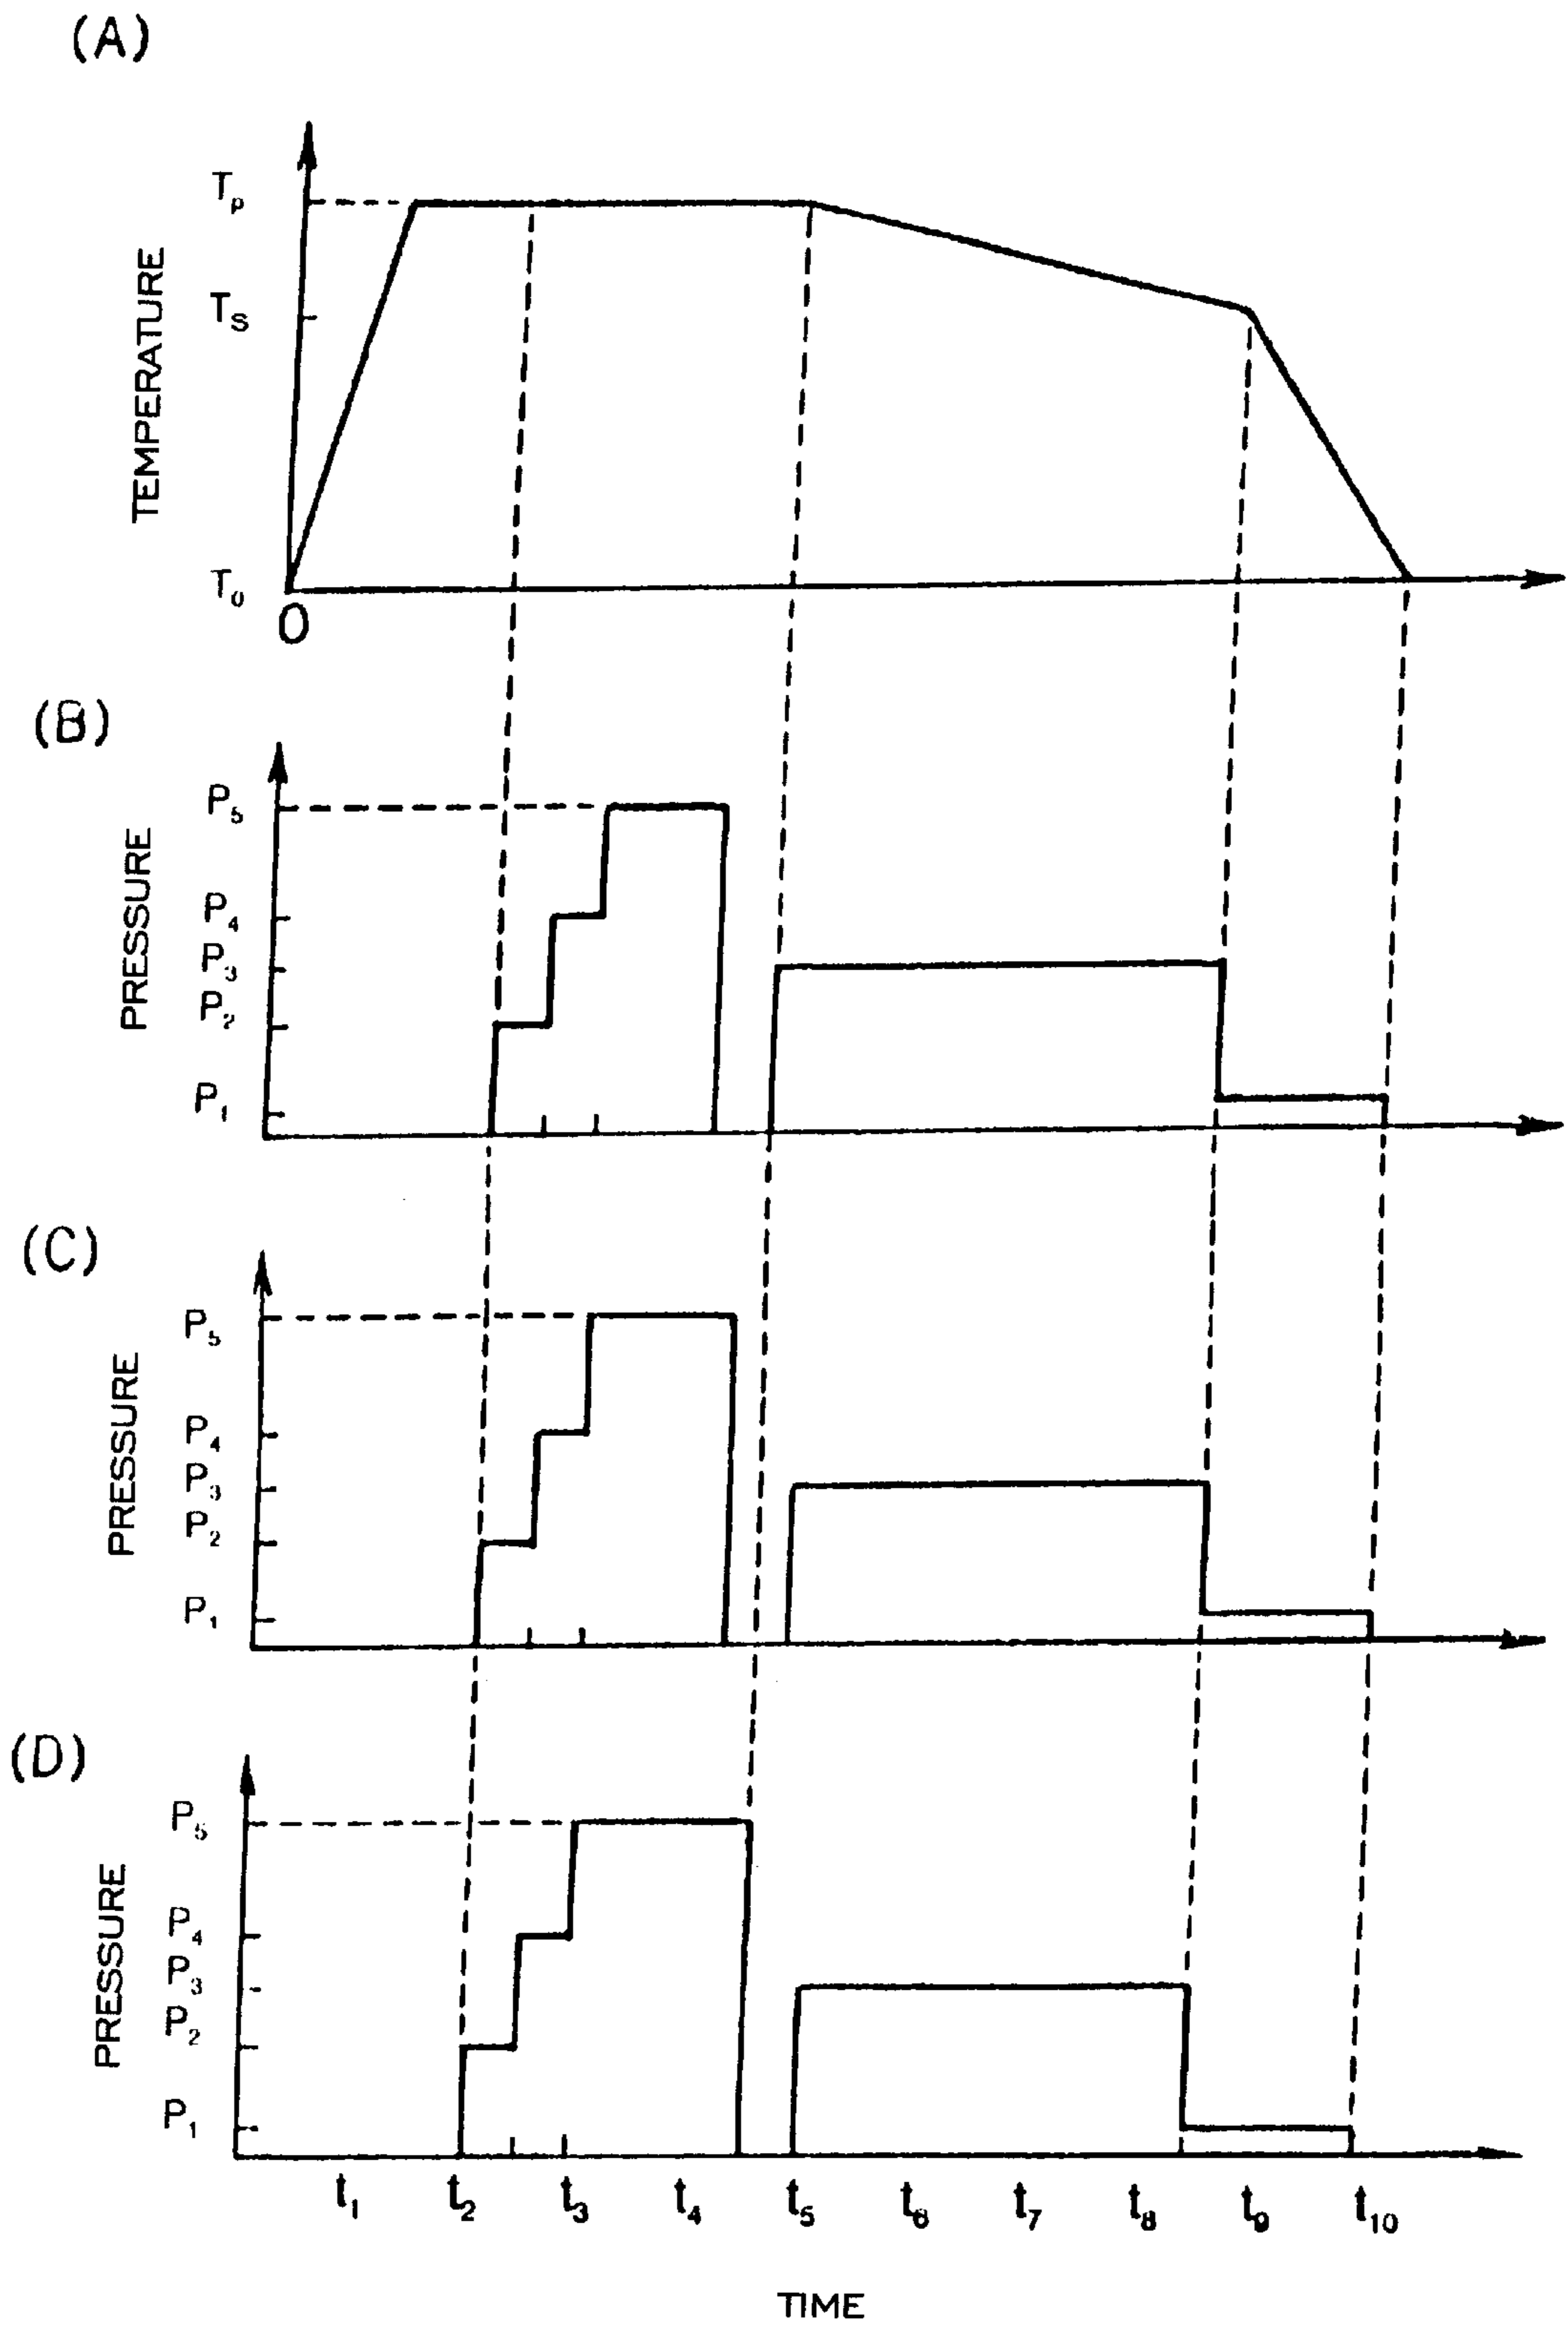 (A)
Tp
TS
T0
TEMPERATURE
O
(B)
P5
P4
P3
P2
P1
PRESSURE
(C)
P5
P4
P3
P2
P1
PRESSURE
(D)
P5
P4
P3
P2
P1
PRESSURE
t1 t2 t3 t4 t5 t6 t7 t8 t9 t10
TIME